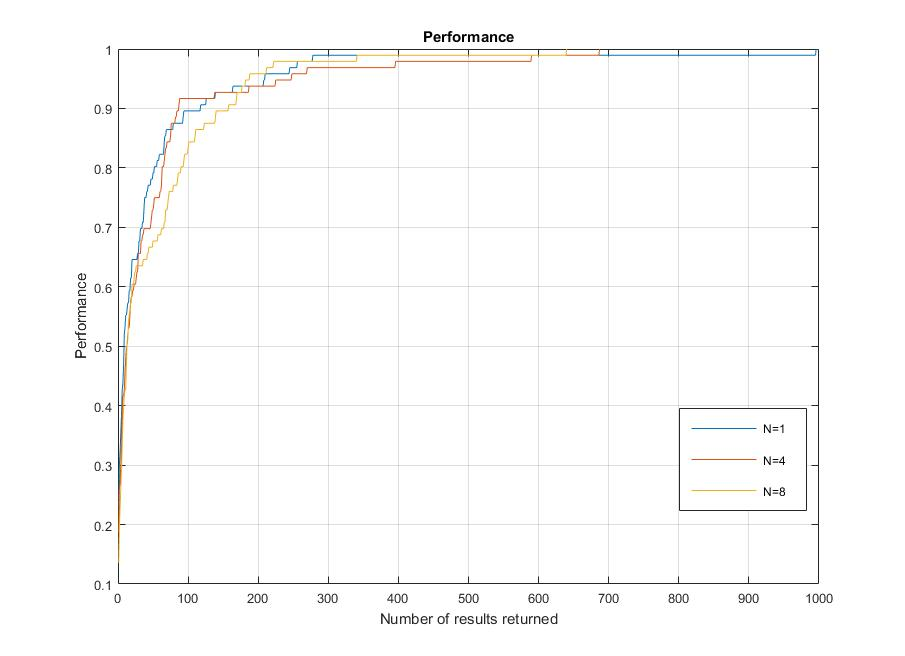 Performance
1
0.9
0.8
0.7
0.6
0.5
0.4
0.3
0.2
0.1
Performance
N=1
N=4
N=8
0 100 200 300 400 500 600 700 800 900 1000
Number of results returned